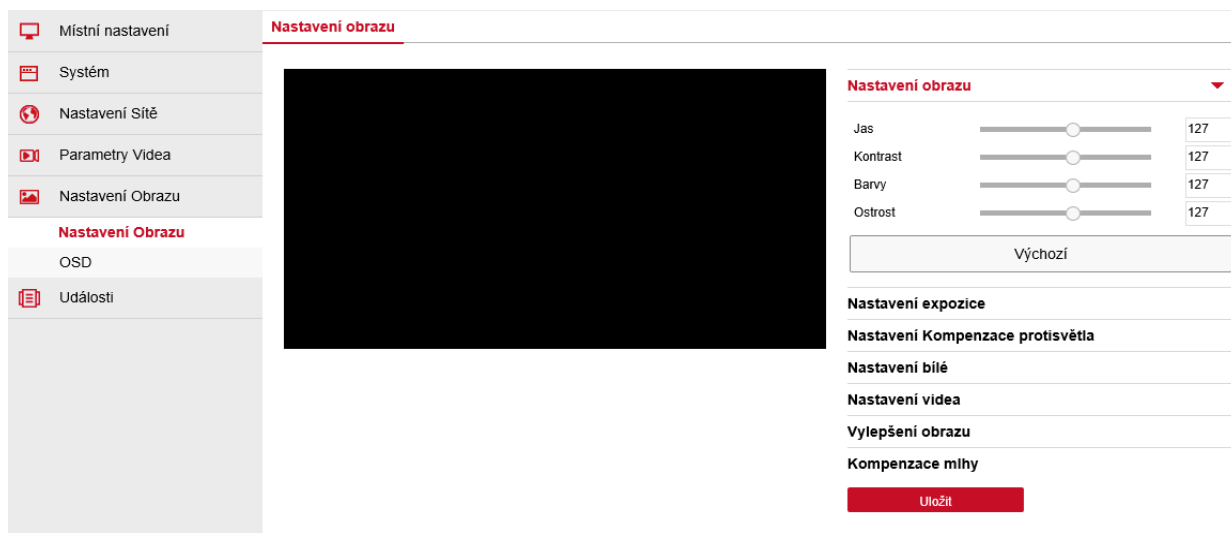 Místní nastavení
Systém
Nastavení Sítě
Parametry Videa
Nastavení Obrazu
Nastavení Obrazu
OSD
Události
Nastavení obrazu
Nastavení obrazu
Jas 127
Kontrast 127
Barvy 127
Ostrost 127
Výchozí
Nastavení expozice
Nastavení Kompenzace protisvětla
Nastavení bílé
Nastavení videa
Vylepšení obrazu
Kompenzace mlhy
Uložit